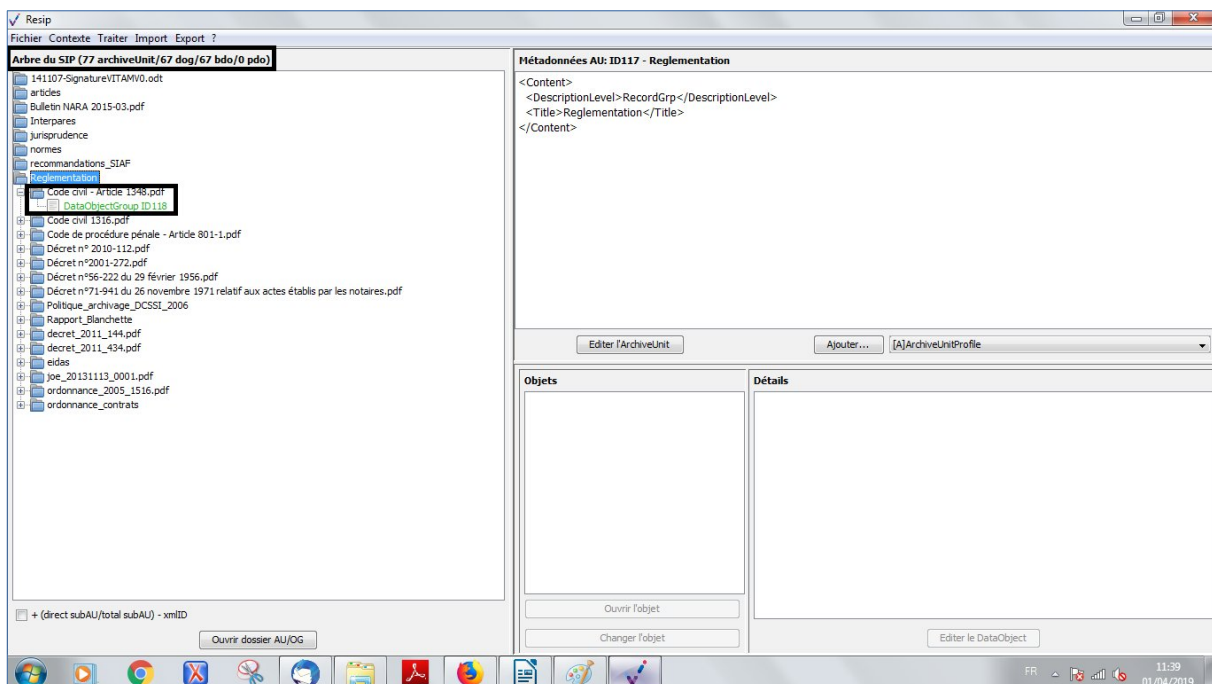 Resip
Fichier Contexte Traiter Import Export ?
Arbre du SIP (77 archiveUnit/67 dog/67 bdo/0 pdo)
141107-SignatureVITAMV0.odt
articles
Bulletin NARA 2015-03.pdf
Interpares
jurisprudence
normes
recommandations_SIAF
Reglementation
Code civil - Article 1348.pdf
DataObjectGroup ID118
Code civil 1316.pdf
Code de procédure pénale - Article 801-1.pdf
Décret n° 2010-112.pdf
Décret n°2001-272.pdf
Décret n°56-222 du 29 février 1956.pdf
Décret n°71-941 du 26 novembre 1971 relatif aux actes établis par les notaires.pdf
Politique_archivage_DCSSI_2006
Rapport_Blanchette
decret_2011_144.pdf
decret_2011_434.pdf
eidas
joe_20131113_0001.pdf
ordonnance_2005_1516.pdf
ordonnance_contrats
+ (direct subAU/total subAU) - xmlID
Ouvrir dossier AU/OG
Métadonnées AU: ID117 - Reglementation
<Content>
<DescriptionLevel>RecordGrp</DescriptionLevel>
<Title>Reglementation</Title>
</Content>
Editer l'ArchiveUnit
Ajouter...
[A]ArchiveUnitProfile
Objets
Détails
Ouvrir l'objet
Changer l'objet
Editer le DataObject
FR
11:39
01/04/2019